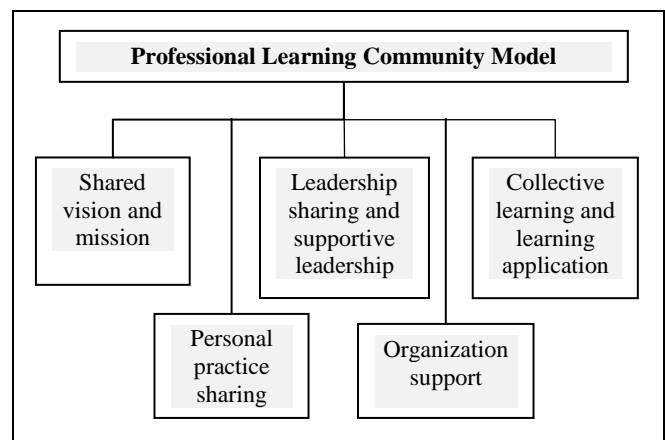 Professional Learning Community Model
Shared
vision and
mission
Leadership
sharing and
supportive
leadership
Collective
learning and
learning
application
Personal
practice
sharing
Organization
support